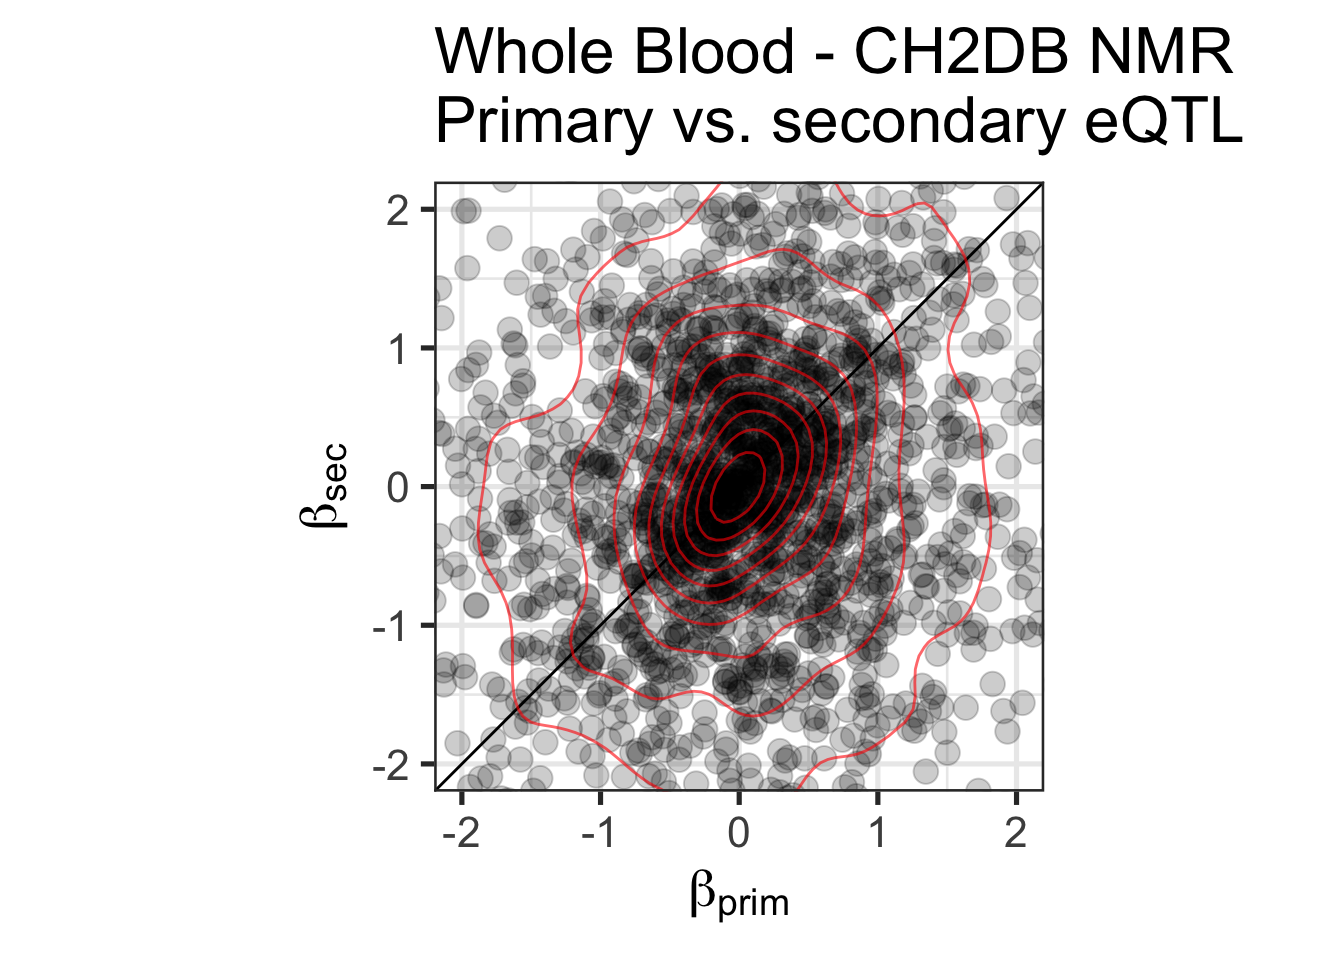 Whole Blood - CH2DB NMR
Primary vs. secondary eQTL
2
1
0
-1
-2
βsec
-2 -1 0 1 2
βprim